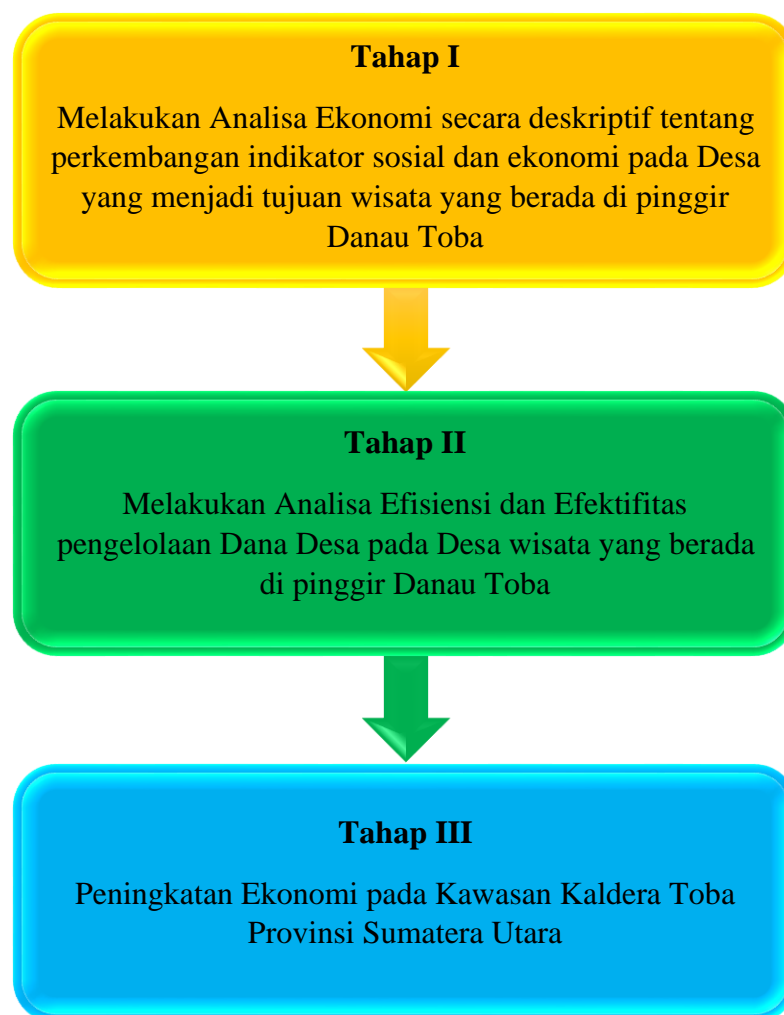 Tahap I
Melakukan Analisa Ekonomi secara deskriptif tentang
perkembangan indikator sosial dan ekonomi pada Desa
yang menjadi tujuan wisata yang berada di pinggir
Danau Toba
Tahap II
Melakukan Analisa Efisiensi dan Efektifitas
pengelolaan Dana Desa pada Desa wisata yang berada
di pinggir Danau Toba
Tahap III
Peningkatan Ekonomi pada Kawasan Kaldera Toba
Provinsi Sumatera Utara